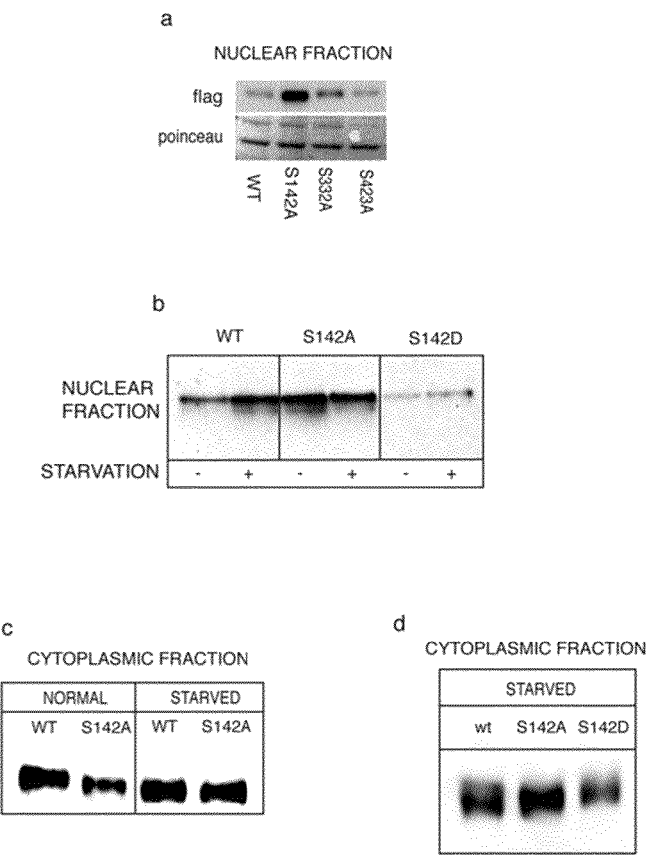 a
NUCLEAR FRACTION
flag
poinceau
WT S142A S332A S423A
b
WT S142A S142D
NUCLEAR
FRACTION
STARVATION - + - + - +
c
CYTOPLASMIC FRACTION
NORMAL STARVED
WT S142A WT S142A
d
CYTOPLASMIC FRACTION
STARVED
wt S142A S142D